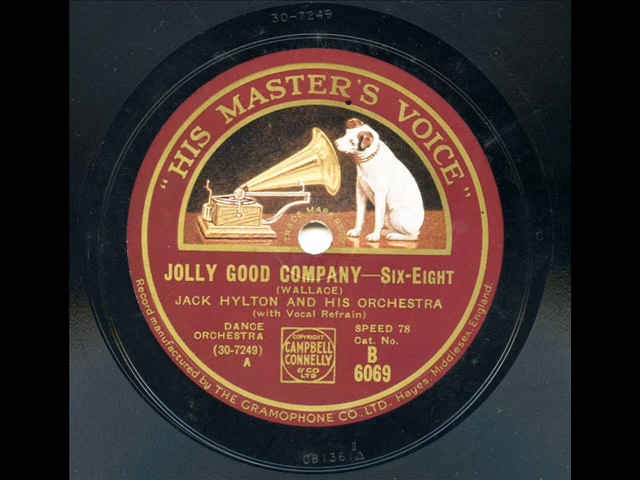 30-7249
"HIS MASTER'S VOICE"
TRADE MARK
JOLLY GOOD COMPANY—SIX-EIGHT
(WALLACE)
JACK HYLTON AND HIS ORCHESTRA
(with Vocal Refrain)
DANCE
ORCHESTRA
(30-7249)
A
COPYRIGHT
CAMPBELL
CONNELLY
& CO
LTD
SPEED 78
Cat. No.
B
6069
Record manufactured by THE GRAMOPHONE CO., LTD., Hayes, Middlesex, England.
II
0B1361Δ